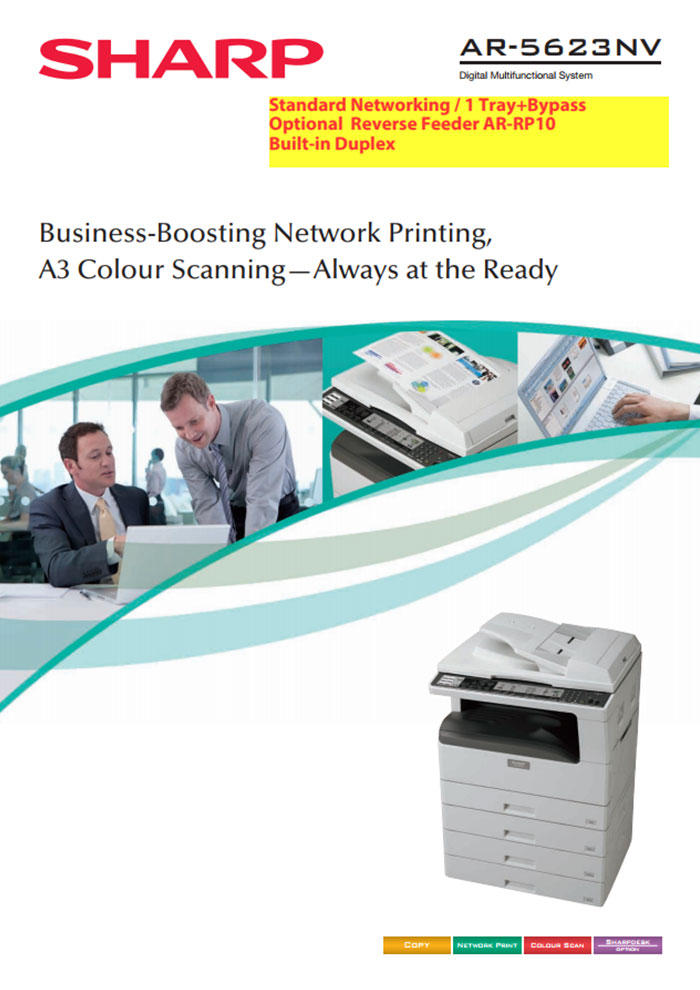 SHARP
AR-5623NV
Digital Multifunctional System
Standard Networking / 1 Tray+Bypass
Optional Reverse Feeder AR-RP10
Built-in Duplex
Business-Boosting Network Printing,
A3 Colour Scanning—Always at the Ready
SHARP
COPY
NETWORK PRINT
COLOUR SCAN
SHARPDESK
OPTION